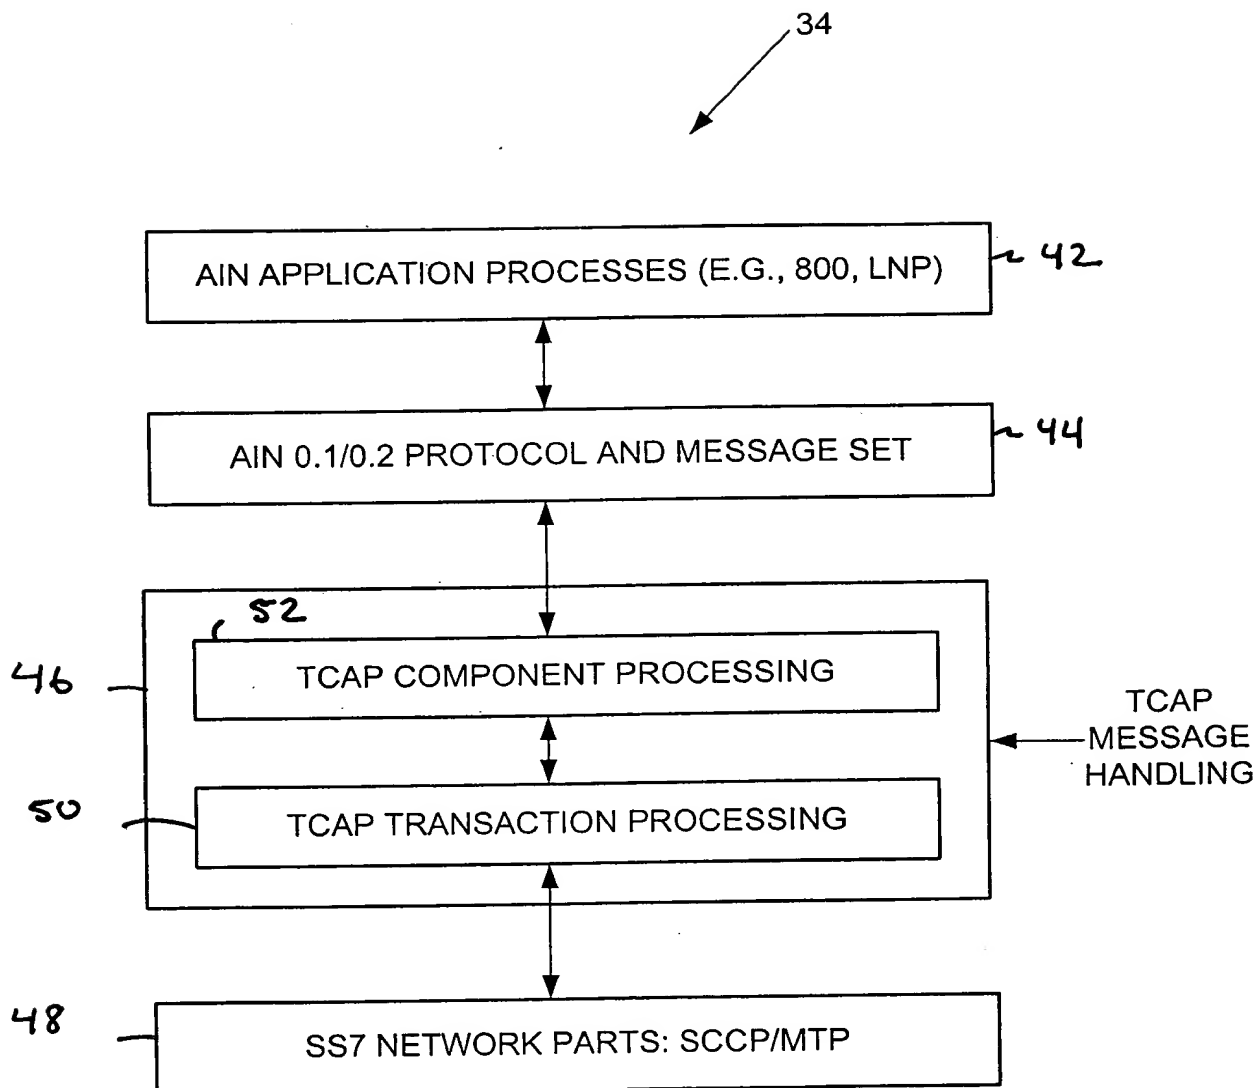 34
AIN APPLICATION PROCESSES (E.G., 800, LNP)
42
AIN 0.1/0.2 PROTOCOL AND MESSAGE SET
44
52
46
TCAP COMPONENT PROCESSING
TCAP
MESSAGE
HANDLING
50
TCAP TRANSACTION PROCESSING
48
SS7 NETWORK PARTS: SCCP/MTP